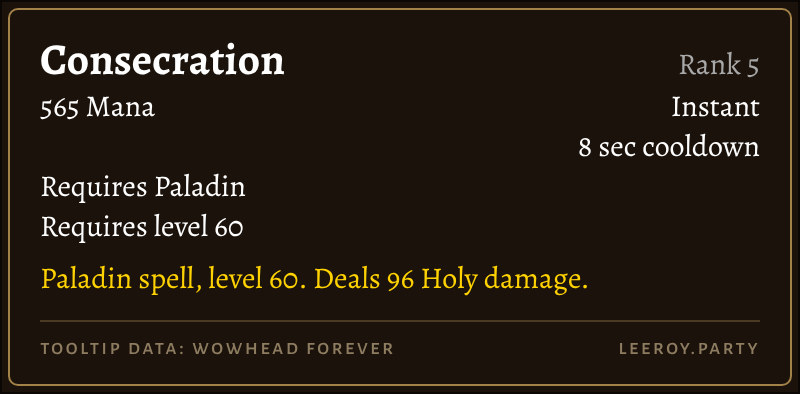 Consecration
Rank 5
565 Mana
Instant
8 sec cooldown
Requires Paladin
Requires level 60
Paladin spell, level 60. Deals 96 Holy damage.
TOOLTIP DATA: WOWHEAD FOREVER
LEEROY.PARTY